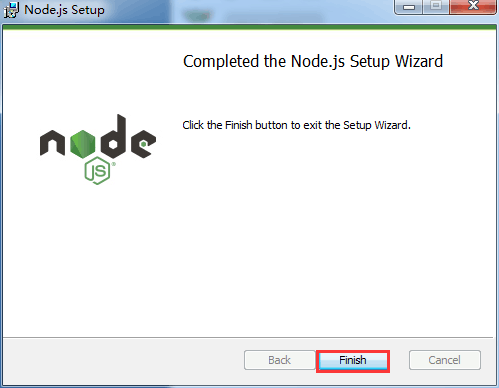 Node.js Setup
Completed the Node.js Setup Wizard
Click the Finish button to exit the Setup Wizard.
node
JS
Back
Finish
Cancel